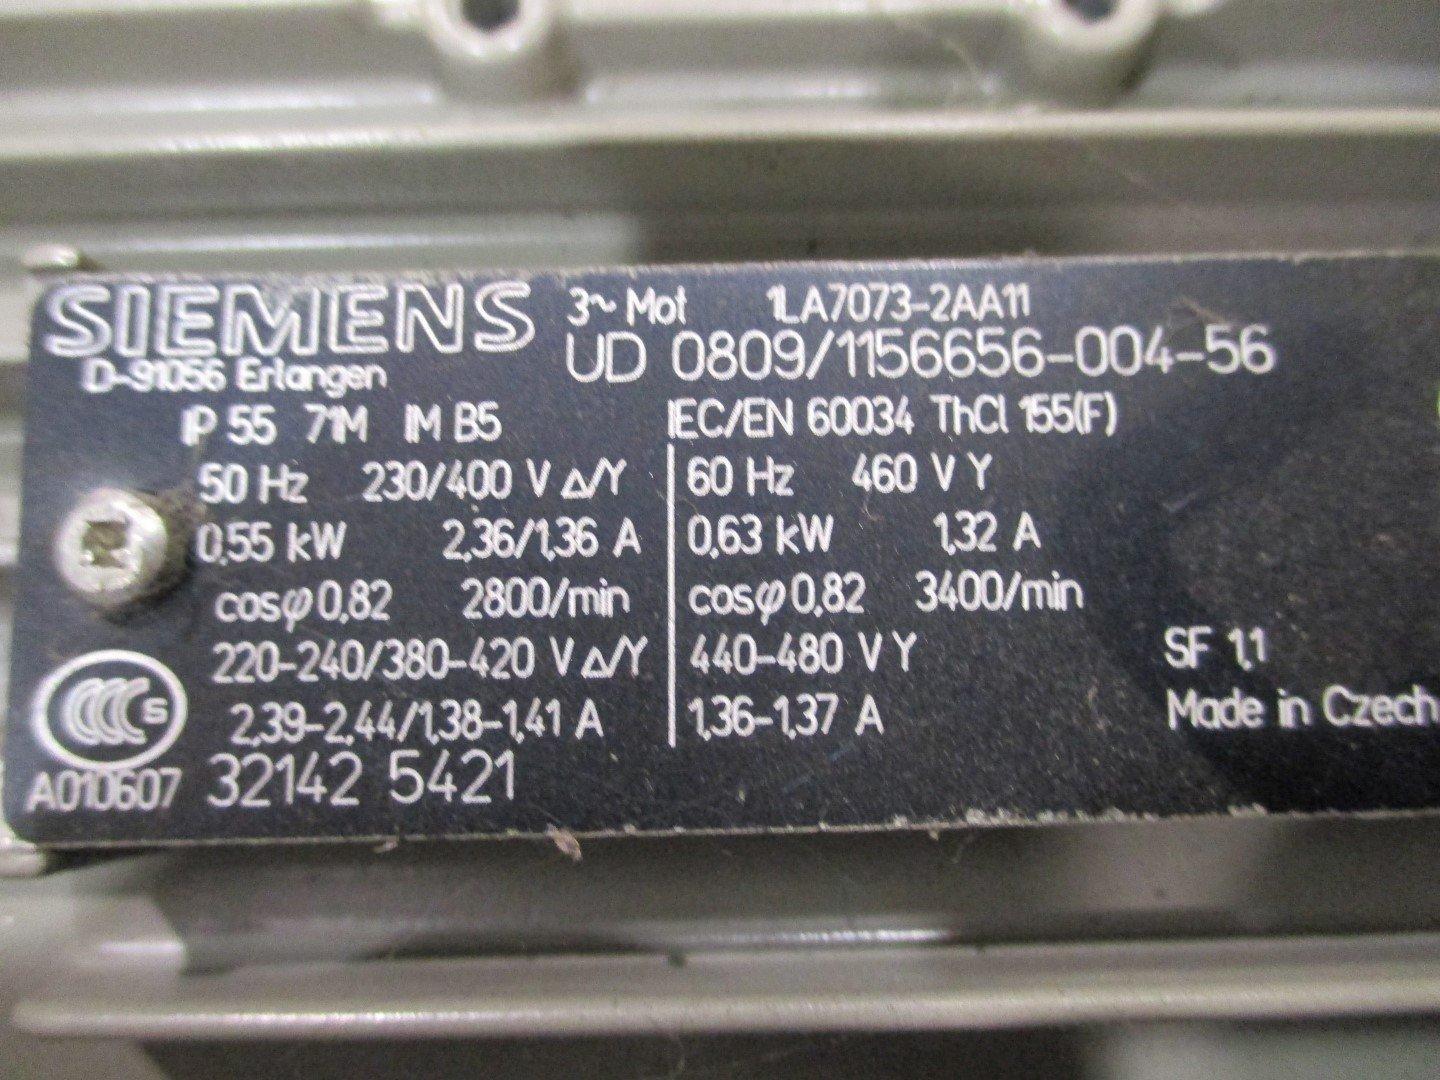 SIEMENS 3~ Mot 1LA7073-2AA11
D-91056 Erlangen UD 0809/1156656-004-56
IP 55 71M IM B5 IEC/EN 60034 ThCl 155(F)
50 Hz 230/400 V Δ/Y 60 Hz 460 V Y
0,55 kW 2,36/1,36 A 0,63 kW 1,32 A
cosφ 0,82 2800/min cosφ 0,82 3400/min
220-240/380-420 V Δ/Y 440-480 V Y SF 1,1
2,39-2,44/1,38-1,41 A 1,36-1,37 A Made in Czech
CCC S
A010607 32142 5421